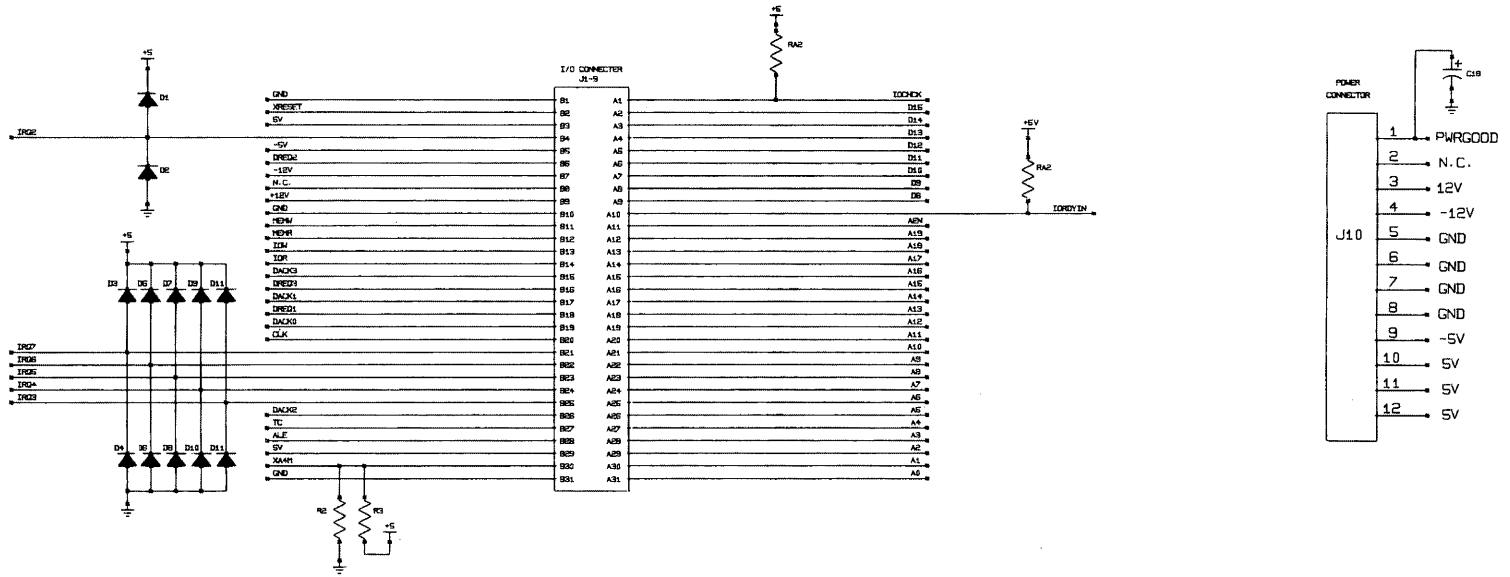 +5
RA2
+5
D1
D2
IRQ2
I/O CONNECTER
J1-9
GND B1 A1 IOCHCK
XRESET B2 A2 D15
5V B3 A3 D14
B4 A4 D13
-5V B5 A5 D12
DREQ2 B6 A6 D11
-12V B7 A7 D10
N.C. B8 A8 D9
+12V B9 A9 D8
GND B10 A10 IORDYIN
MEMW B11 A11 AEN
MEMR B12 A12 A19
IOW B13 A13 A18
IOR B14 A14 A17
DACK3 B15 A15 A16
DREQ3 B16 A16 A15
DACK1 B17 A17 A14
DREQ1 B18 A18 A13
DACK0 B19 A19 A12
CLK B20 A20 A11
IRQ7 B21 A21 A10
IRQ6 B22 A22 A9
IRQ5 B23 A23 A8
IRQ4 B24 A24 A7
IRQ3 B25 A25 A6
DACK2 B26 A26 A5
TC B27 A27 A4
ALE B28 A28 A3
5V B29 A29 A2
XA4M B30 A30 A1
GND B31 A31 A0
+5V
RA2
+5
D3 D7 D9 D11
D4 D10 D11
R2 R3
+5
C18
+
POWER
CONNECTOR
J10
1 PWRGOOD
2 N.C.
3 12V
4 -12V
5 GND
6 GND
7 GND
8 GND
9 -5V
10 5V
11 5V
12 5V